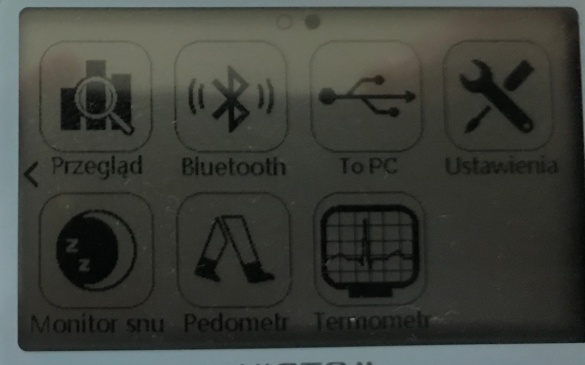 Przegląd Bluetooth To PC Ustawienia
z
z
Monitor snu Pedometr Termometr